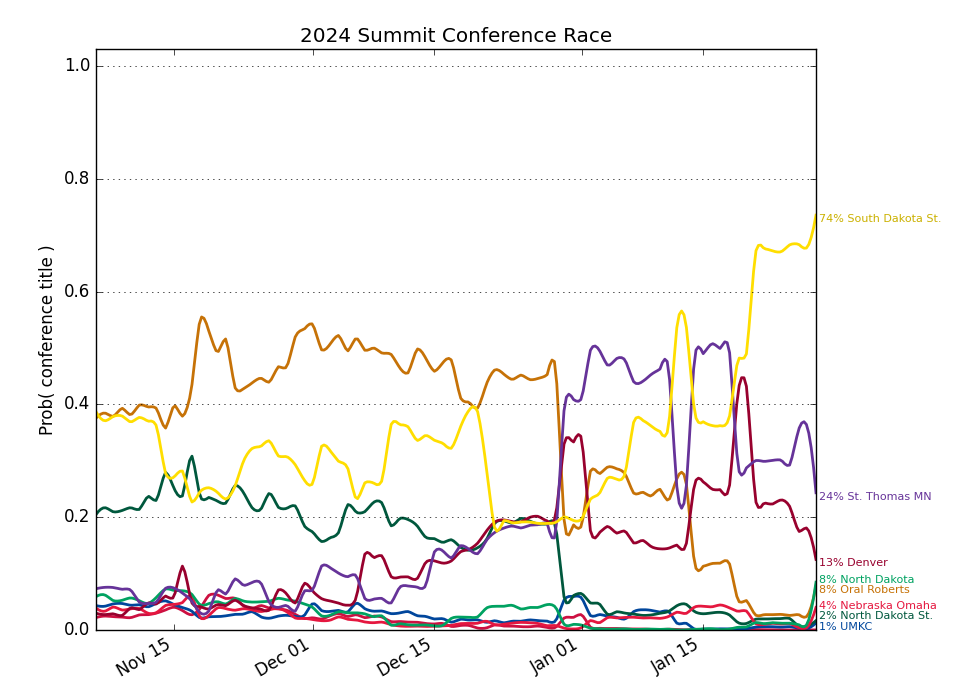 2024 Summit Conference Race
1.0
0.8
0.6
0.4
0.2
0.0
Prob( conference title )
Nov 15
Dec 01
Dec 15
Jan 01
Jan 15
74% South Dakota St.
24% St. Thomas MN
13% Denver
8% North Dakota
8% Oral Roberts
4% Nebraska Omaha
2% North Dakota St.
1% UMKC